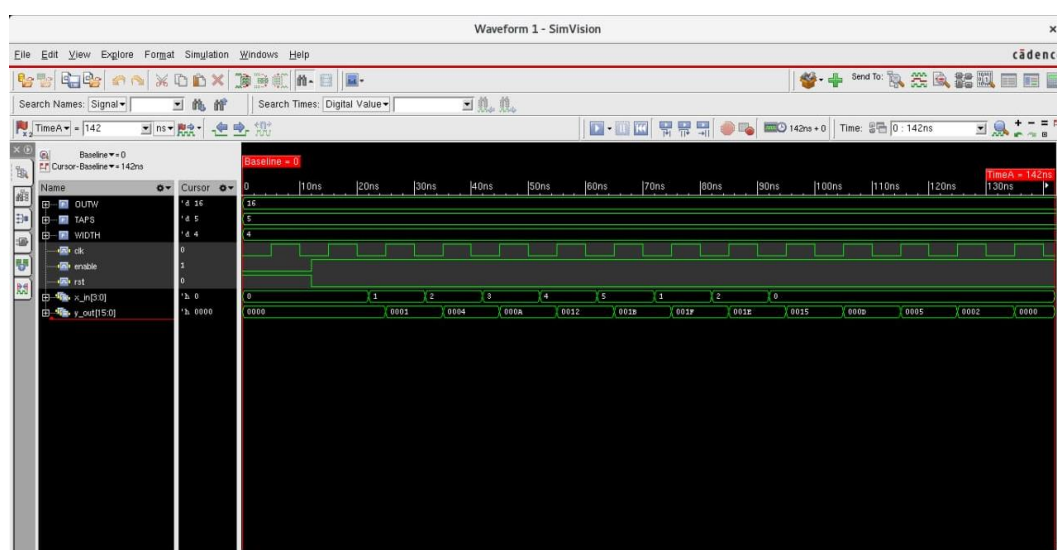 Waveform 1 - SimVision ×
File Edit View Explore Format Simulation Windows Help cādenc
Send To:
Search Names: Signal Search Times: Digital Value
TimeA = 142 ns 142ns + 0 Time: 0 : 142ns
Baseline = 0
Cursor-Baseline = 142ns
Baseline = 0
TimeA = 142ns
Name Cursor 0 10ns 20ns 30ns 40ns 50ns 60ns 70ns 80ns 90ns 100ns 110ns 120ns 130ns
OUTW 'd 16 16
TAPS 'd 5 5
WIDTH 'd 4 4
clk 0
enable 1
rst 0
x_in[3:0] 'h 0 0 1 2 3 4 5 1 2 0
y_out[15:0] 'h 0000 0000 0001 0004 000A 0012 001B 001F 001E 0015 000D 0005 0002 0000